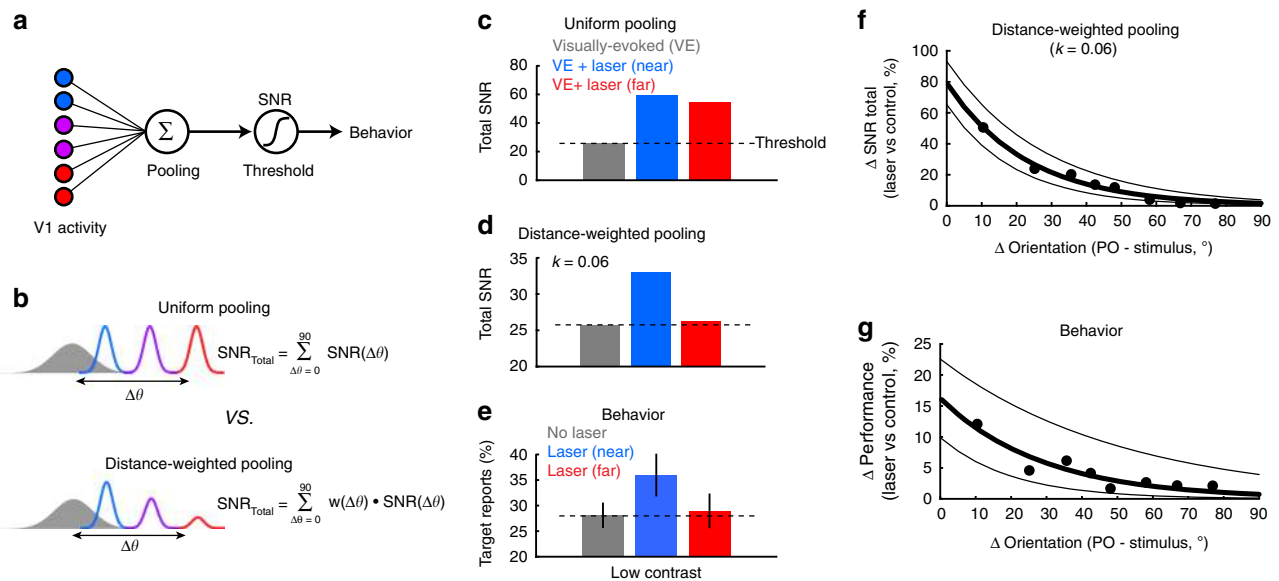 a
V1 activity
Σ
Pooling
SNR
Threshold
Behavior
b
Uniform pooling
SNRTotal = Σ SNR(Δθ)
90
Δθ = 0
Δθ
VS.
Distance-weighted pooling
SNRTotal = Σ w(Δθ) • SNR(Δθ)
90
Δθ = 0
Δθ
c
Uniform pooling
Visually-evoked (VE)
VE + laser (near)
VE+ laser (far)
Total SNR
80
60
40
20
0
Threshold
d
Distance-weighted pooling
k = 0.06
Total SNR
35
30
25
20
e
Behavior
No laser
Laser (near)
Laser (far)
Target reports (%)
40
35
30
25
20
Low contrast
f
Distance-weighted pooling
(k = 0.06)
Δ SNR total
(laser vs control, %)
100
80
60
40
20
0
0 10 20 30 40 50 60 70 80 90
Δ Orientation (PO - stimulus, °)
g
Behavior
Δ Performance
(laser vs control, %)
25
20
15
10
5
0
0 10 20 30 40 50 60 70 80 90
Δ Orientation (PO - stimulus, °)